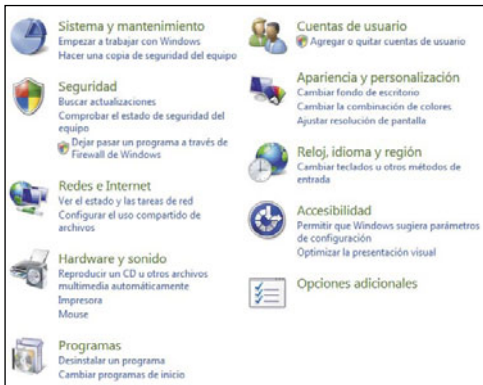 Sistema y mantenimiento
Empezar a trabajar con Windows
Hacer una copia de seguridad del equipo
Seguridad
Buscar actualizaciones
Comprobar el estado de seguridad del
equipo
Dejar pasar un programa a través de
Firewall de Windows
Redes e Internet
Ver el estado y las tareas de red
Configurar el uso compartido de
archivos
Hardware y sonido
Reproducir un CD u otros archivos
multimedia automáticamente
Impresora
Mouse
Programas
Desinstalar un programa
Cambiar programas de inicio
Cuentas de usuario
Agregar o quitar cuentas de usuario
Apariencia y personalización
Cambiar fondo de escritorio
Cambiar la combinación de colores
Ajustar resolución de pantalla
Reloj, idioma y región
Cambiar teclados u otros métodos de
entrada
Accesibilidad
Permitir que Windows sugiera parámetros
de configuración
Optimizar la presentación visual
Opciones adicionales